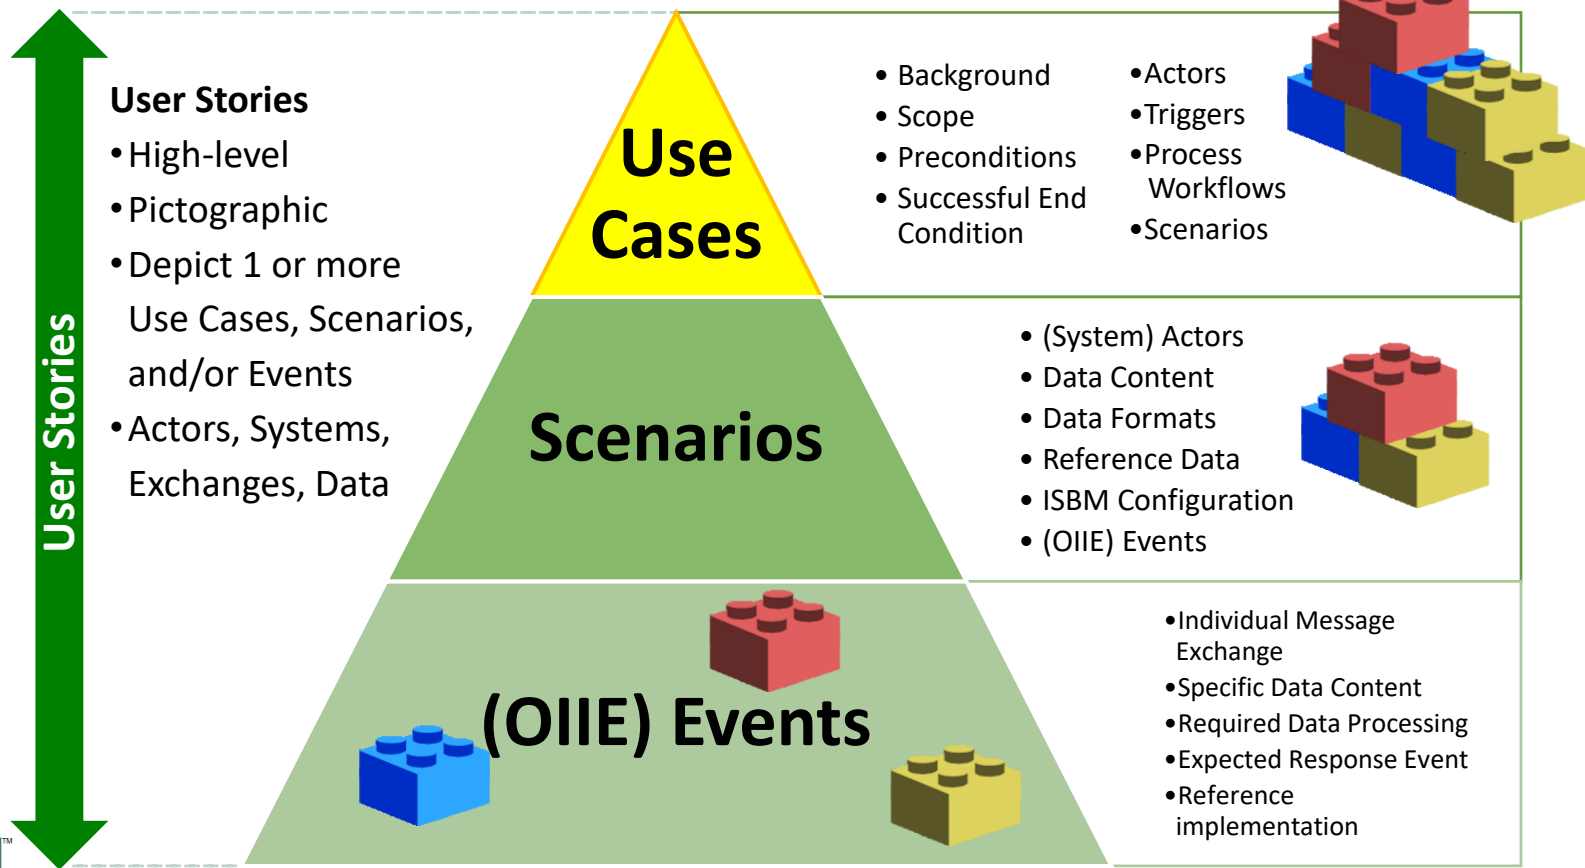 User Stories
User Stories
•High-level
•Pictographic
•Depict 1 or more
Use Cases, Scenarios,
and/or Events
•Actors, Systems,
Exchanges, Data
Use
Cases
• Background
• Scope
• Preconditions
• Successful End
Condition
•Actors
•Triggers
•Process
Workflows
•Scenarios
Scenarios
• (System) Actors
• Data Content
• Data Formats
• Reference Data
• ISBM Configuration
• (OIIE) Events
(OIIE) Events
•Individual Message
Exchange
•Specific Data Content
•Required Data Processing
•Expected Response Event
•Reference
implementation
™